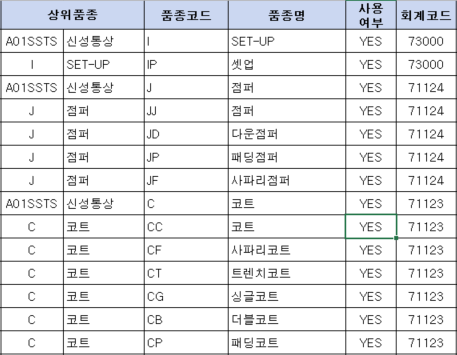 상위품종 품종코드 품종명 사용여부 회계코드
A01SSTS 신성통상 I SET-UP YES 73000
I SET-UP IP 셋업 YES 73000
A01SSTS 신성통상 J 점퍼 YES 71124
J 점퍼 JJ 점퍼 YES 71124
J 점퍼 JD 다운점퍼 YES 71124
J 점퍼 JP 패딩점퍼 YES 71124
J 점퍼 JF 사파리점퍼 YES 71124
A01SSTS 신성통상 C 코트 YES 71123
C 코트 CC 코트 YES 71123
C 코트 CF 사파리코트 YES 71123
C 코트 CT 트렌치코트 YES 71123
C 코트 CG 싱글코트 YES 71123
C 코트 CB 더블코트 YES 71123
C 코트 CP 패딩코트 YES 71123